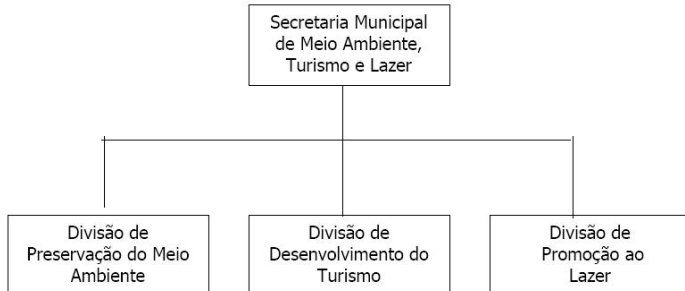 Secretaria Municipal
de Meio Ambiente,
Turismo e Lazer
Divisão de
Preservação do Meio
Ambiente
Divisão de
Desenvolvimento do
Turismo
Divisão de
Promoção ao
Lazer